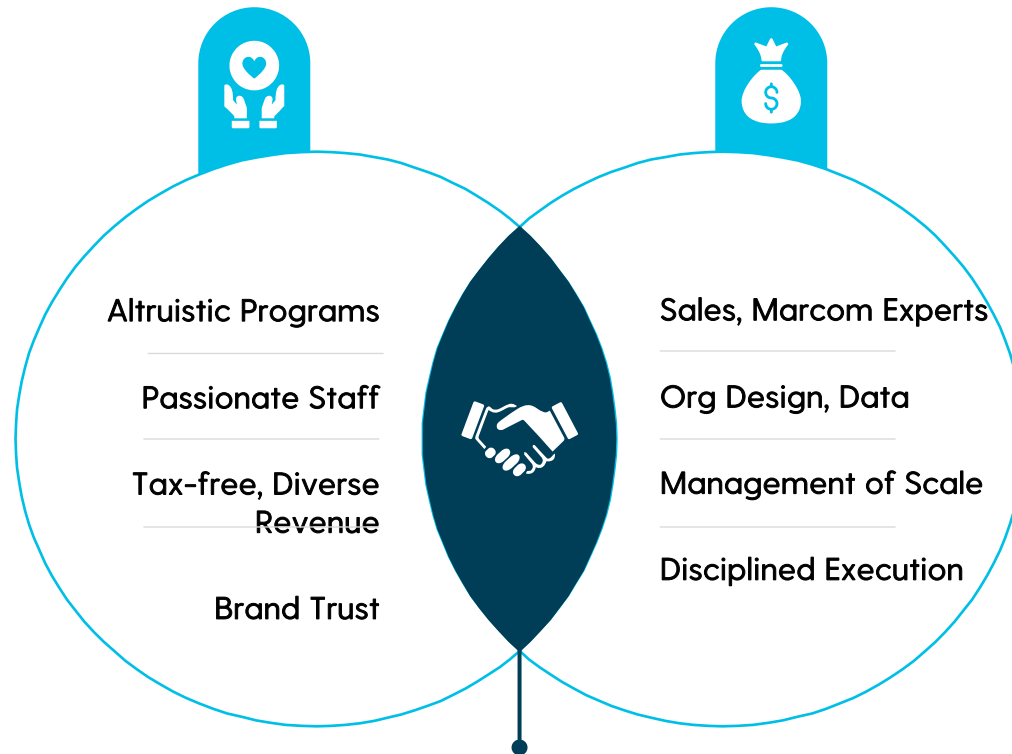 Altruistic Programs
Passionate Staff
Tax-free, Diverse
Revenue
Brand Trust
$
Sales, Marcom Experts
Org Design, Data
Management of Scale
Disciplined Execution